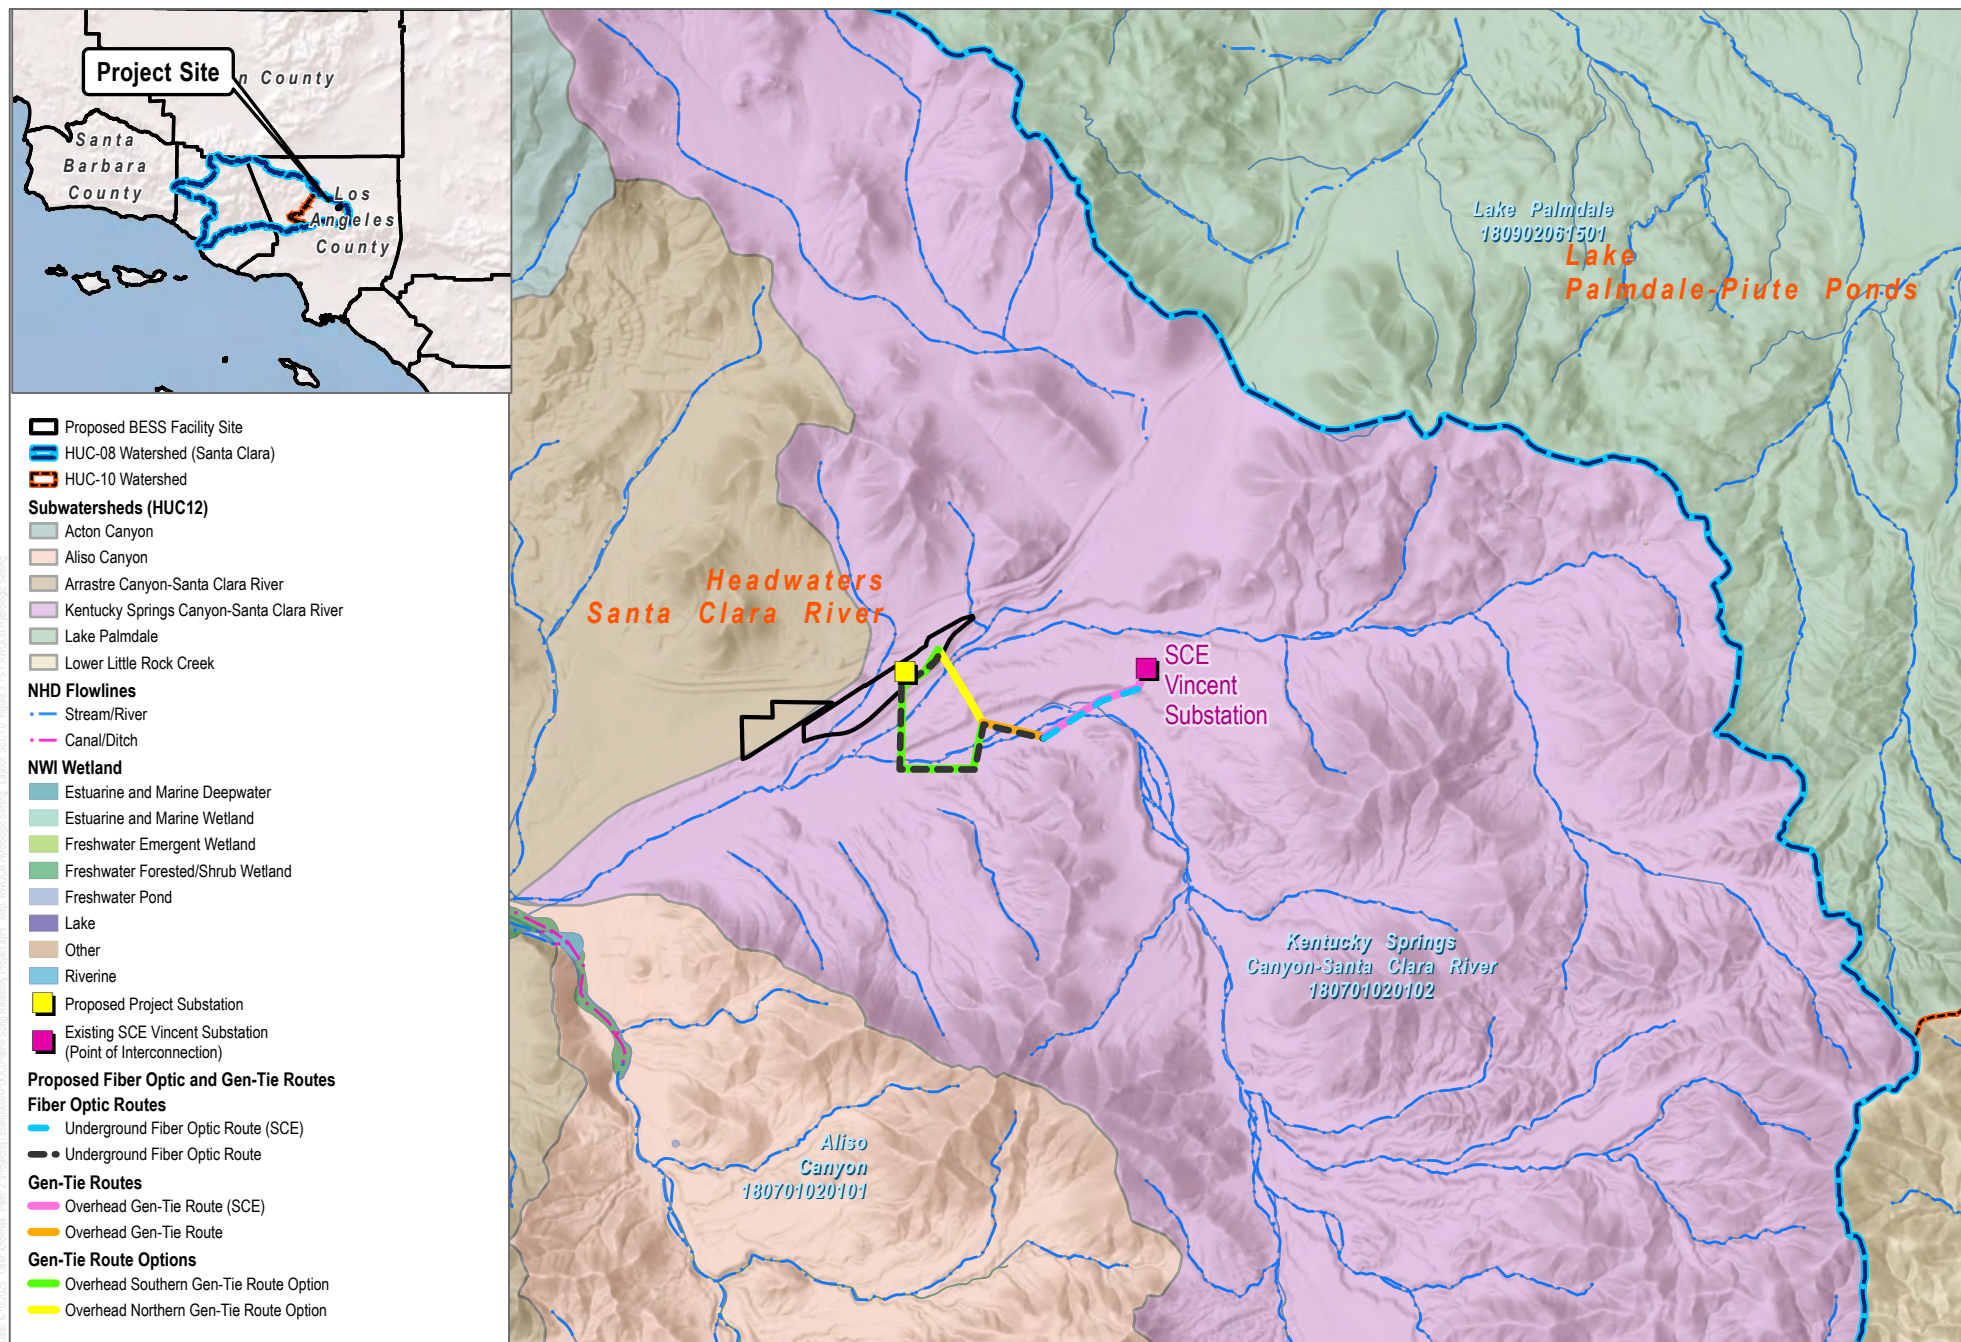 Project Site
n County
Santa
Barbara
County
Los
Angeles
County
Proposed BESS Facility Site
HUC-08 Watershed (Santa Clara)
HUC-10 Watershed
Subwatersheds (HUC12)
Acton Canyon
Aliso Canyon
Arrastre Canyon-Santa Clara River
Kentucky Springs Canyon-Santa Clara River
Lake Palmdale
Lower Little Rock Creek
NHD Flowlines
Stream/River
Canal/Ditch
NWI Wetland
Estuarine and Marine Deepwater
Estuarine and Marine Wetland
Freshwater Emergent Wetland
Freshwater Forested/Shrub Wetland
Freshwater Pond
Lake
Other
Riverine
Proposed Project Substation
Existing SCE Vincent Substation
(Point of Interconnection)
Proposed Fiber Optic and Gen-Tie Routes
Fiber Optic Routes
Underground Fiber Optic Route (SCE)
Underground Fiber Optic Route
Gen-Tie Routes
Overhead Gen-Tie Route (SCE)
Overhead Gen-Tie Route
Gen-Tie Route Options
Overhead Southern Gen-Tie Route Option
Overhead Northern Gen-Tie Route Option
Lake Palmdale
180902061501
Lake
Palmdale-Piute Ponds
Headwaters
Santa Clara River
SCE
Vincent
Substation
Kentucky Springs
Canyon-Santa Clara River
180701020102
Aliso
Canyon
180701020101